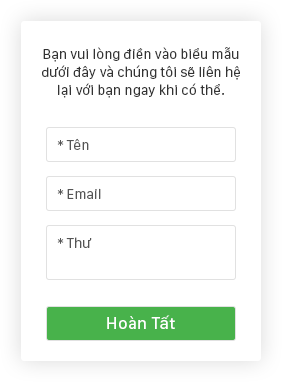 Bạn vui lòng điền vào biểu mẫu
dưới đây và chúng tôi sẽ liên hệ
lại với bạn ngay khi có thể.
* Tên
* Email
* Thư
Hoàn Tất